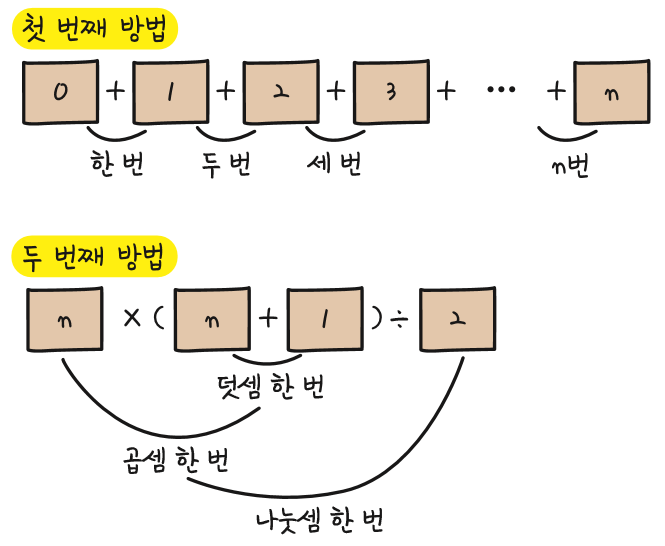 첫 번째 방법
0 + 1 + 2 + 3 + ... + n
한 번 두 번 세 번 n번
두 번째 방법
n × ( n + 1 ) ÷ 2
덧셈 한 번
곱셈 한 번
나눗셈 한 번